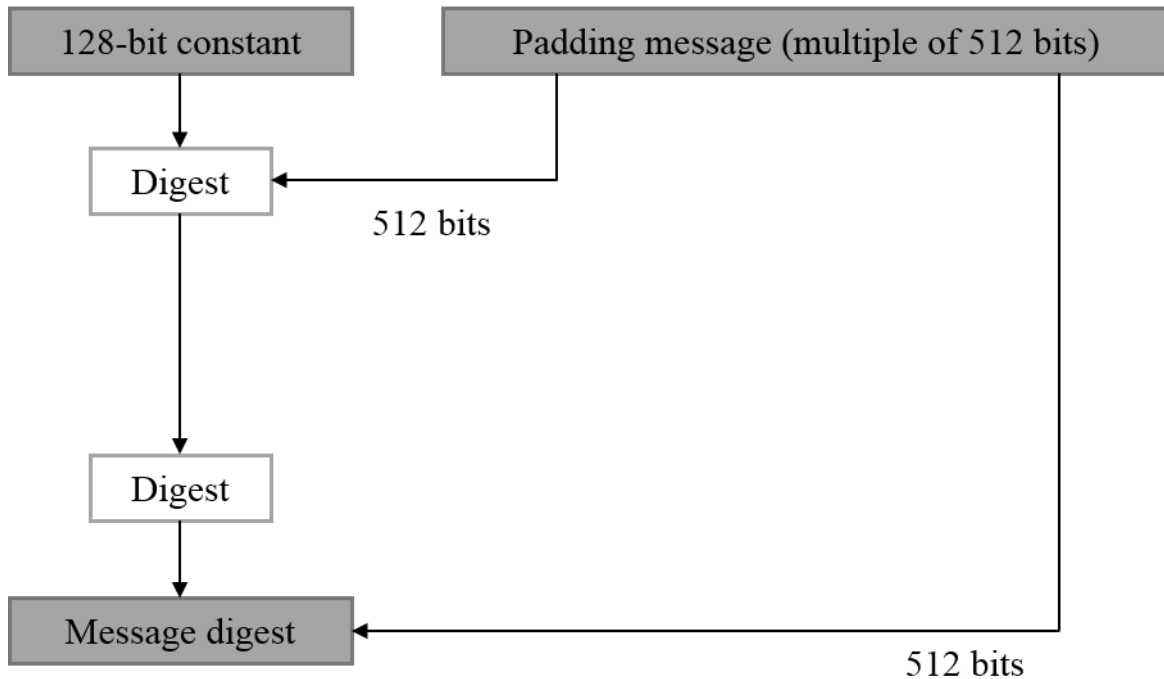 128-bit constant
Padding message (multiple of 512 bits)
Digest
512 bits
Digest
Message digest
512 bits